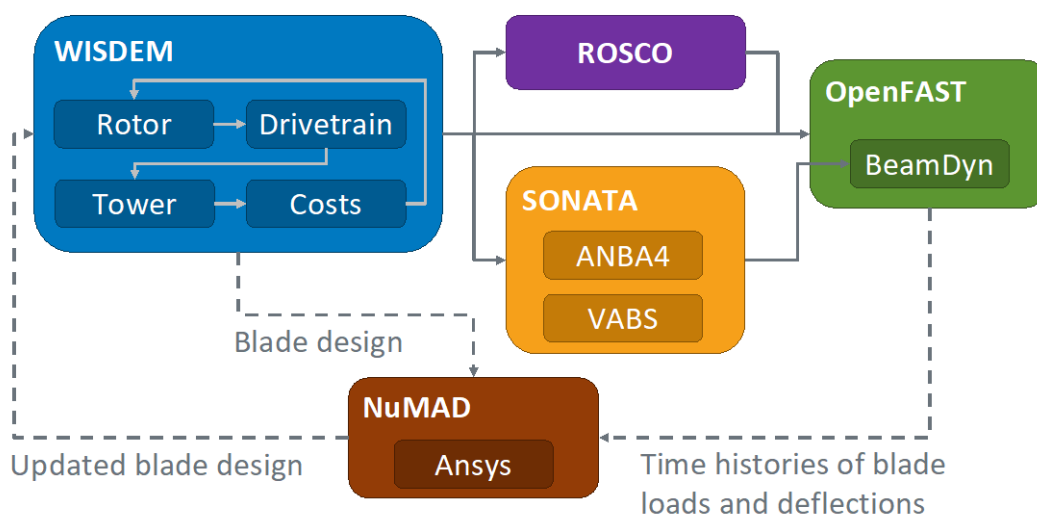 WISDEM
Rotor
Drivetrain
Tower
Costs
ROSCO
OpenFAST
BeamDyn
SONATA
ANBA4
VABS
Blade design
NuMAD
Ansys
Updated blade design
Time histories of blade
loads and deflections